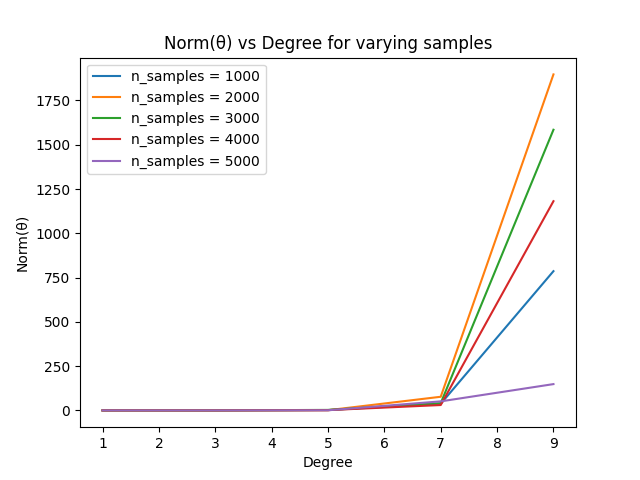 Norm(θ) vs Degree for varying samples
n_samples = 1000
n_samples = 2000
n_samples = 3000
n_samples = 4000
n_samples = 5000
Norm(θ)
1750
1500
1250
1000
750
500
250
0
1 2 3 4 5 6 7 8 9
Degree